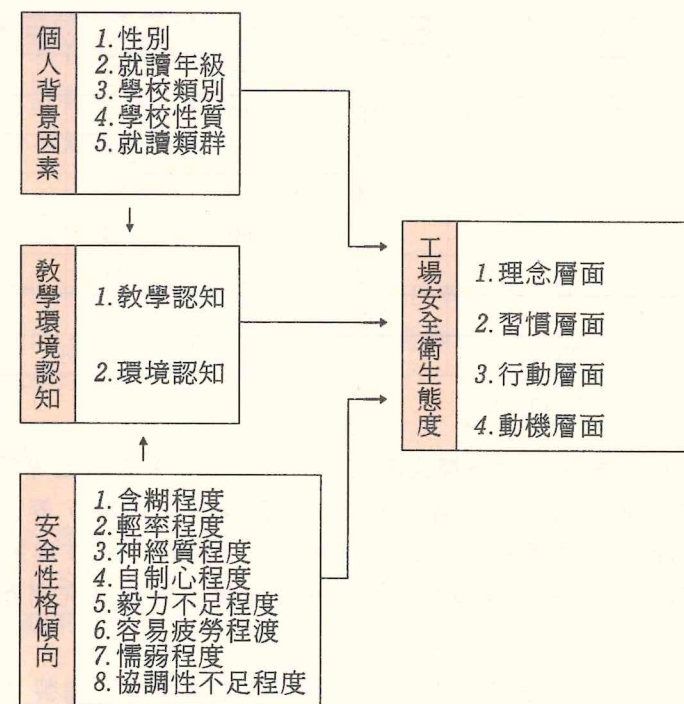 個人背景因素
1.性別
2.就讀年級
3.學校類別
4.學校性質
5.就讀類群
教學環境認知
1.教學認知
2.環境認知
安全性格傾向
1.含糊程度
2.輕率程度
3.神經質程度
4.自制心程度
5.毅力不足程度
6.容易疲勞程渡
7.懦弱程度
8.協調性不足程度
工場安全衛生態度
1.理念層面
2.習慣層面
3.行動層面
4.動機層面